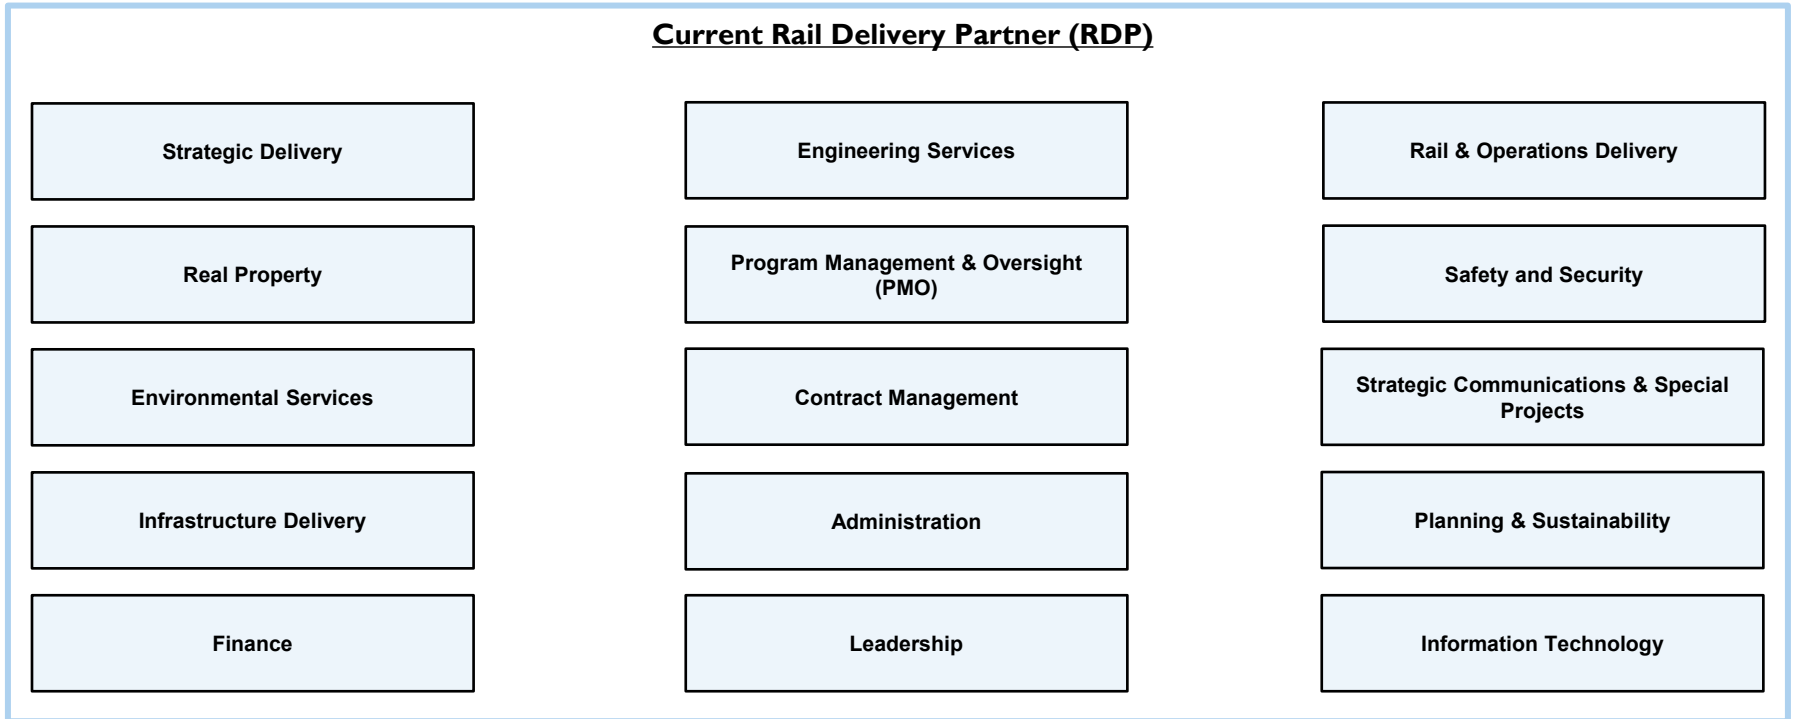 Current Rail Delivery Partner (RDP)
Strategic Delivery
Engineering Services
Rail & Operations Delivery
Real Property
Program Management & Oversight
(PMO)
Safety and Security
Environmental Services
Contract Management
Strategic Communications & Special
Projects
Infrastructure Delivery
Administration
Planning & Sustainability
Finance
Leadership
Information Technology